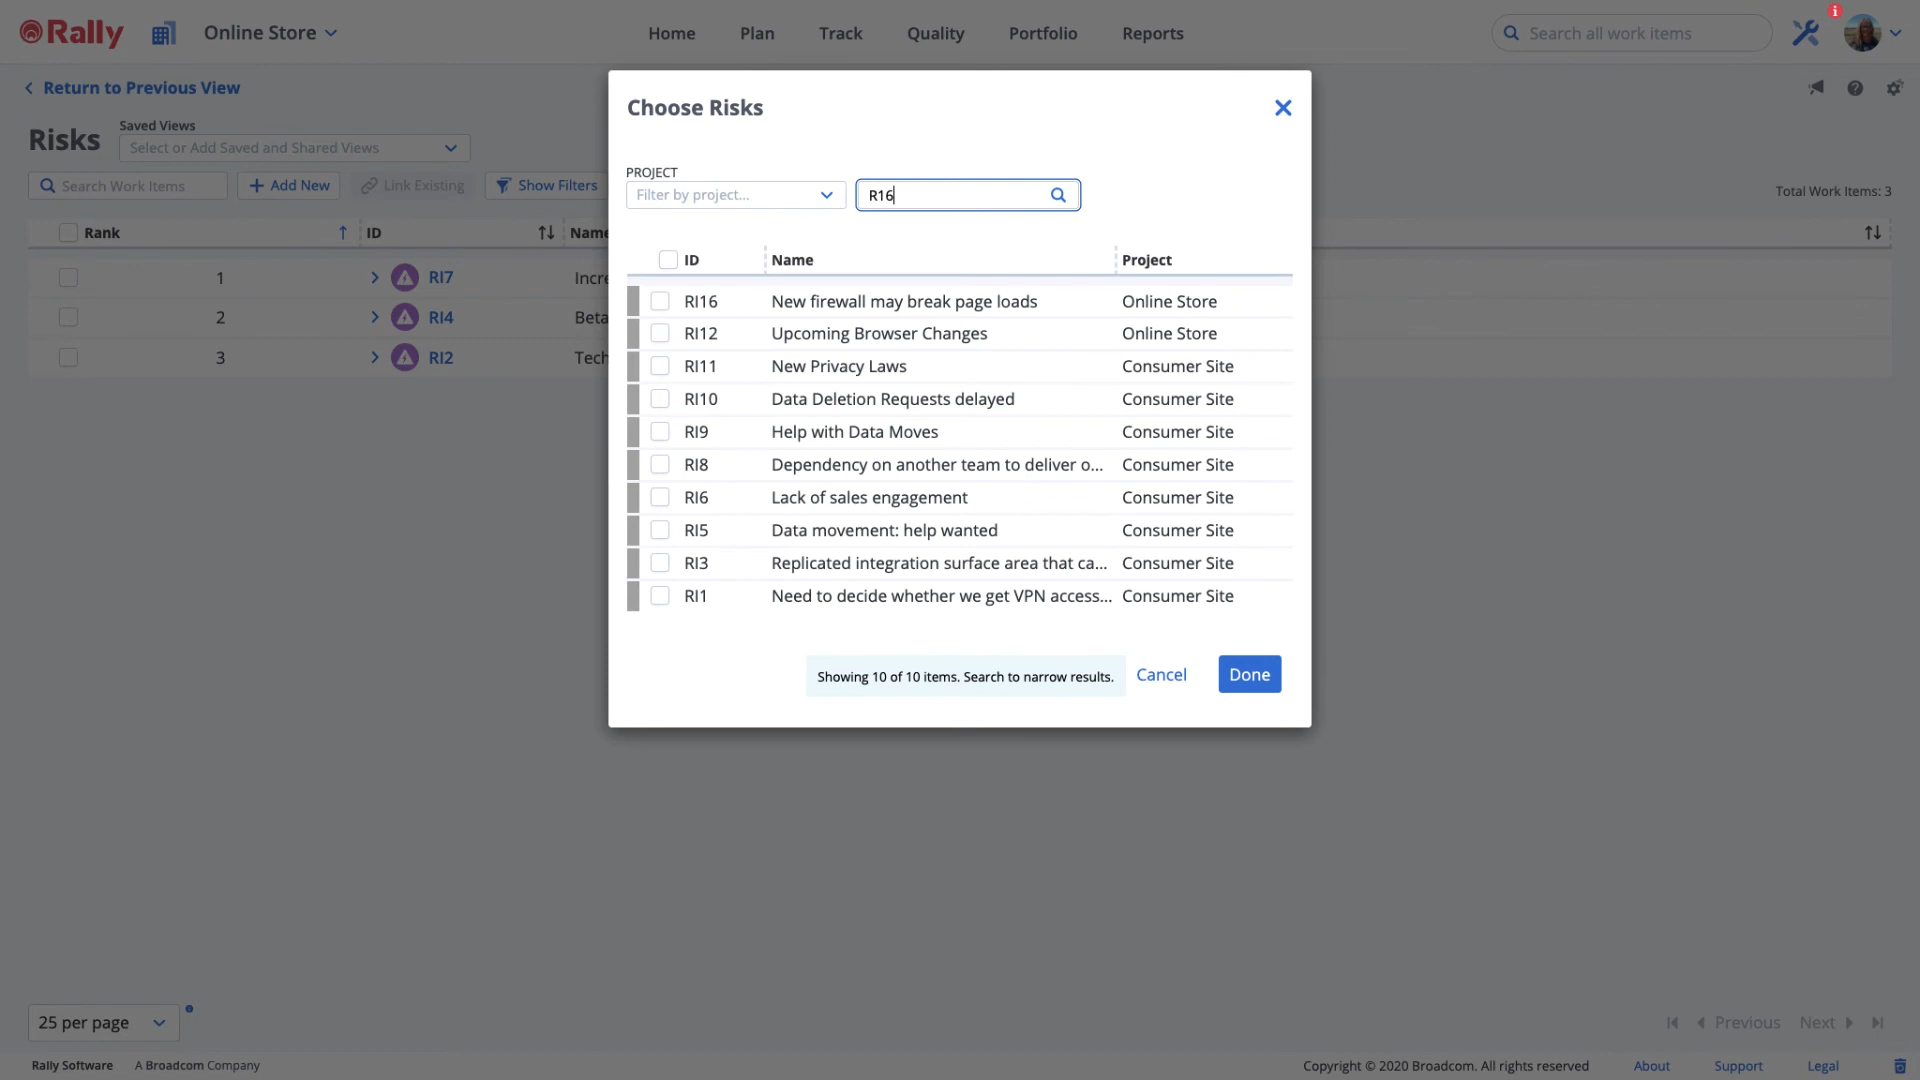 Rally
Online Store
Home
Plan
Track
Quality
Portfolio
Reports
Search all work items
i
Return to Previous View
Risks
Saved Views
Select or Add Saved and Shared Views
Search Work Items
Add New
Link Existing
Show Filters
Total Work Items: 3
Rank
ID
Name
1
RI7
Incre
2
RI4
Beta
3
RI2
Tech
Choose Risks
PROJECT
Filter by project...
R16
ID Name Project
RI16 New firewall may break page loads Online Store
RI12 Upcoming Browser Changes Online Store
RI11 New Privacy Laws Consumer Site
RI10 Data Deletion Requests delayed Consumer Site
RI9 Help with Data Moves Consumer Site
RI8 Dependency on another team to deliver o... Consumer Site
RI6 Lack of sales engagement Consumer Site
RI5 Data movement: help wanted Consumer Site
RI3 Replicated integration surface area that ca... Consumer Site
RI1 Need to decide whether we get VPN access... Consumer Site
Showing 10 of 10 items. Search to narrow results.
Cancel
Done
25 per page
Previous
Next
Rally Software
A Broadcom Company
Copyright © 2020 Broadcom. All rights reserved
About
Support
Legal